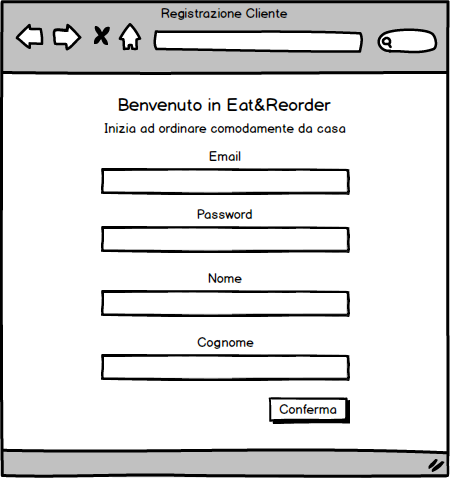 Registrazione Cliente
Benvenuto in Eat&Reorder
Inizia ad ordinare comodamente da casa
Email
Password
Nome
Cognome
Conferma